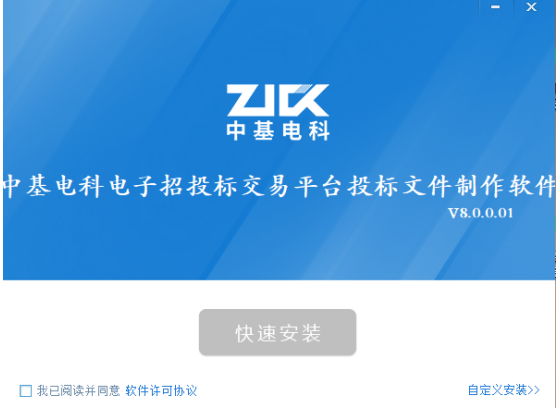 ZJCK
中基电科
中基电科电子招投标交易平台投标文件制作软件
V8.0.0.01
快速安装
我已阅读并同意 软件许可协议
自定义安装>>